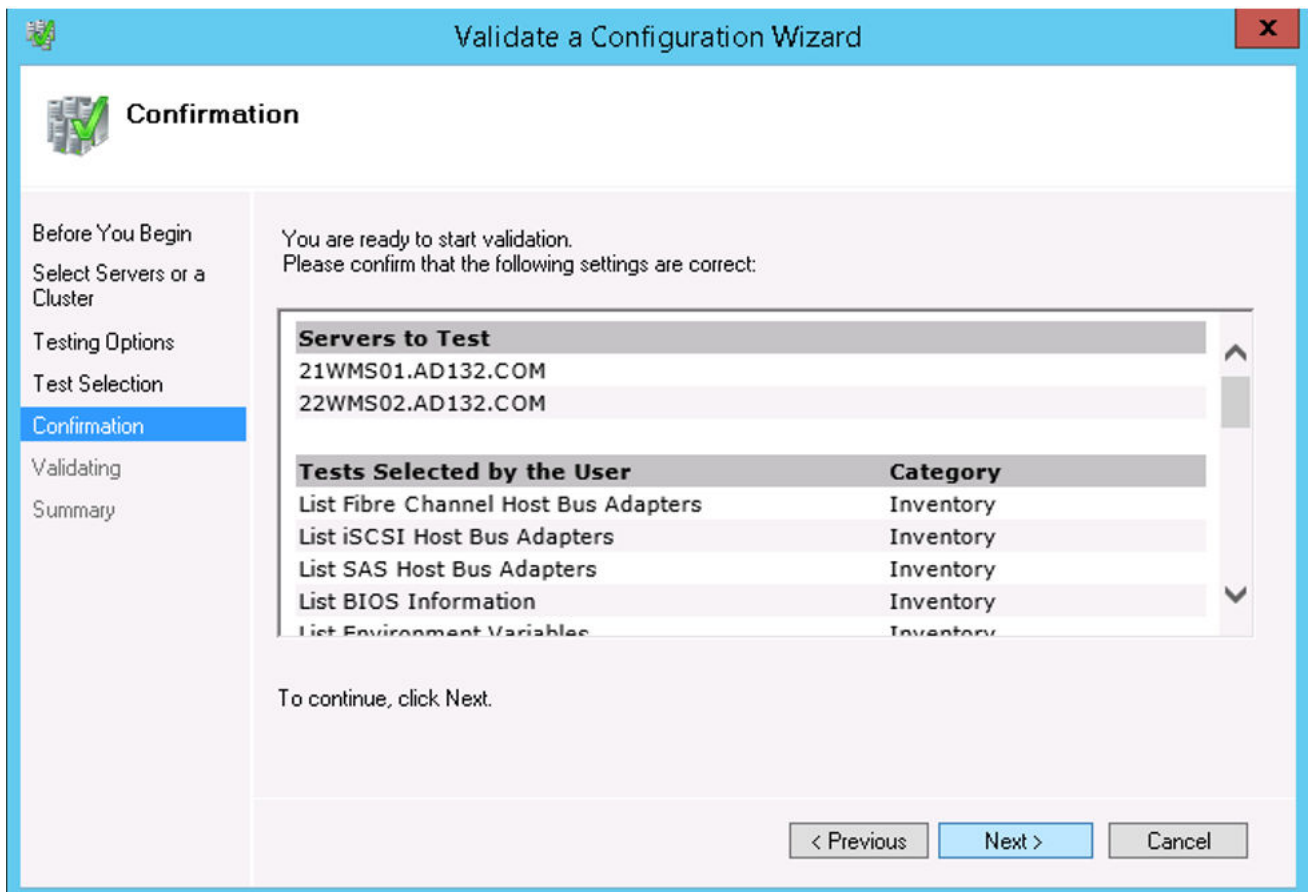 Validate a Configuration Wizard
x
Confirmation
Before You Begin
Select Servers or a
Cluster
Testing Options
Test Selection
Confirmation
Validating
Summary
You are ready to start validation.
Please confirm that the following settings are correct:
Servers to Test
21WMS01.AD132.COM
22WMS02.AD132.COM
Tests Selected by the User Category
List Fibre Channel Host Bus Adapters Inventory
List iSCSI Host Bus Adapters Inventory
List SAS Host Bus Adapters Inventory
List BIOS Information Inventory
List Environment Variables Inventory
To continue, click Next.
< Previous Next > Cancel